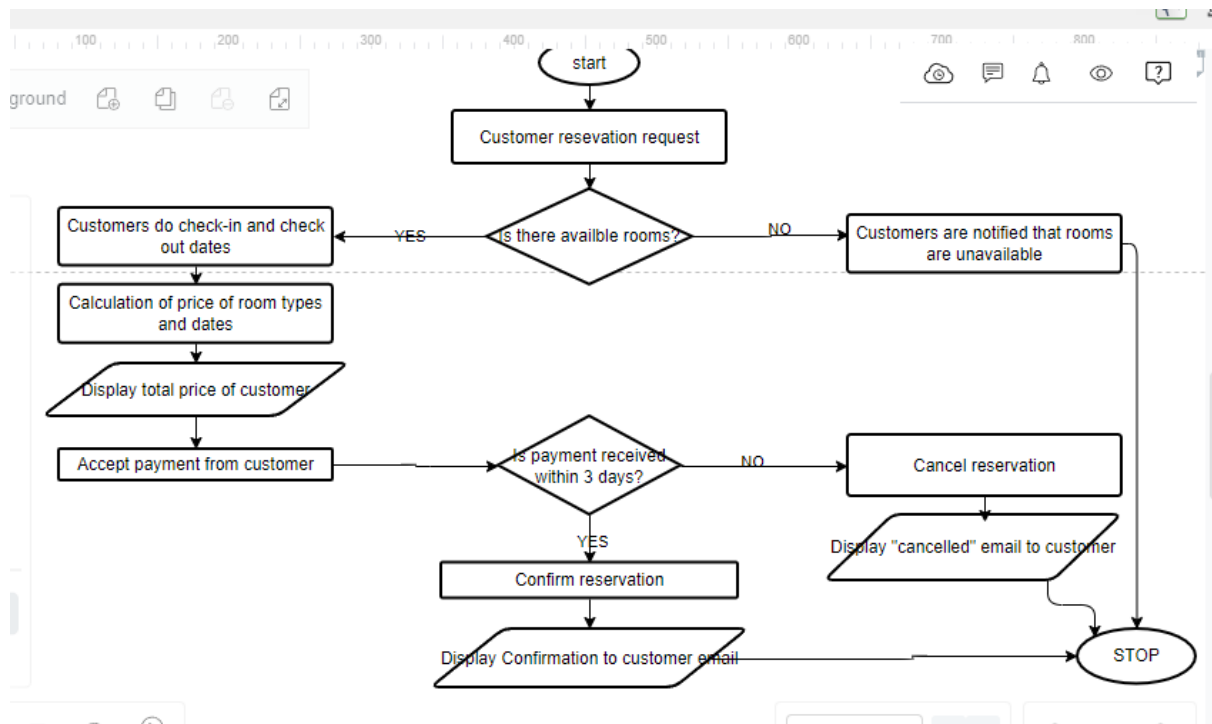 100 200 300 400 500 600 700 800
start
ground
Customer resevation request
Customers do check-in and check
out dates
YES
Is there availble rooms?
NO
Customers are notified that rooms
are unavailable
Calculation of price of room types
and dates
Display total price of customer
Accept payment from customer
Is payment received
within 3 days?
NO
Cancel reservation
YES
Display "cancelled" email to customer
Confirm reservation
Display Confirmation to customer email
STOP